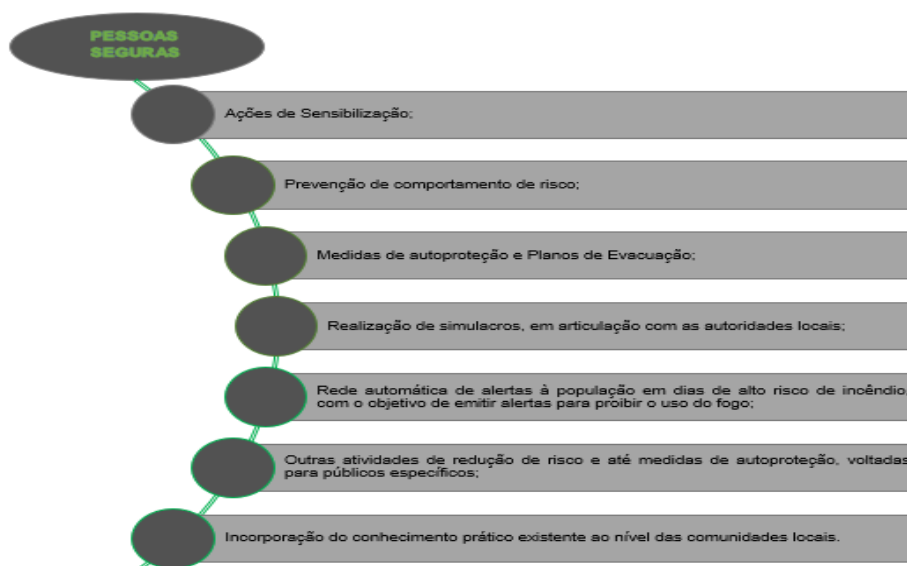 PESSOAS
SEGURAS
Ações de Sensibilização;
Prevenção de comportamento de risco;
Medidas de autoproteção e Planos de Evacuação;
Realização de simulacros, em articulação com as autoridades locais;
Rede automática de alertas à população em dias de alto risco de incêndio,
com o objetivo de emitir alertas para proibir o uso do fogo;
Outras atividades de redução de risco e até medidas de autoproteção, voltadas
para públicos específicos;
Incorporação do conhecimento prático existente ao nível das comunidades locais.